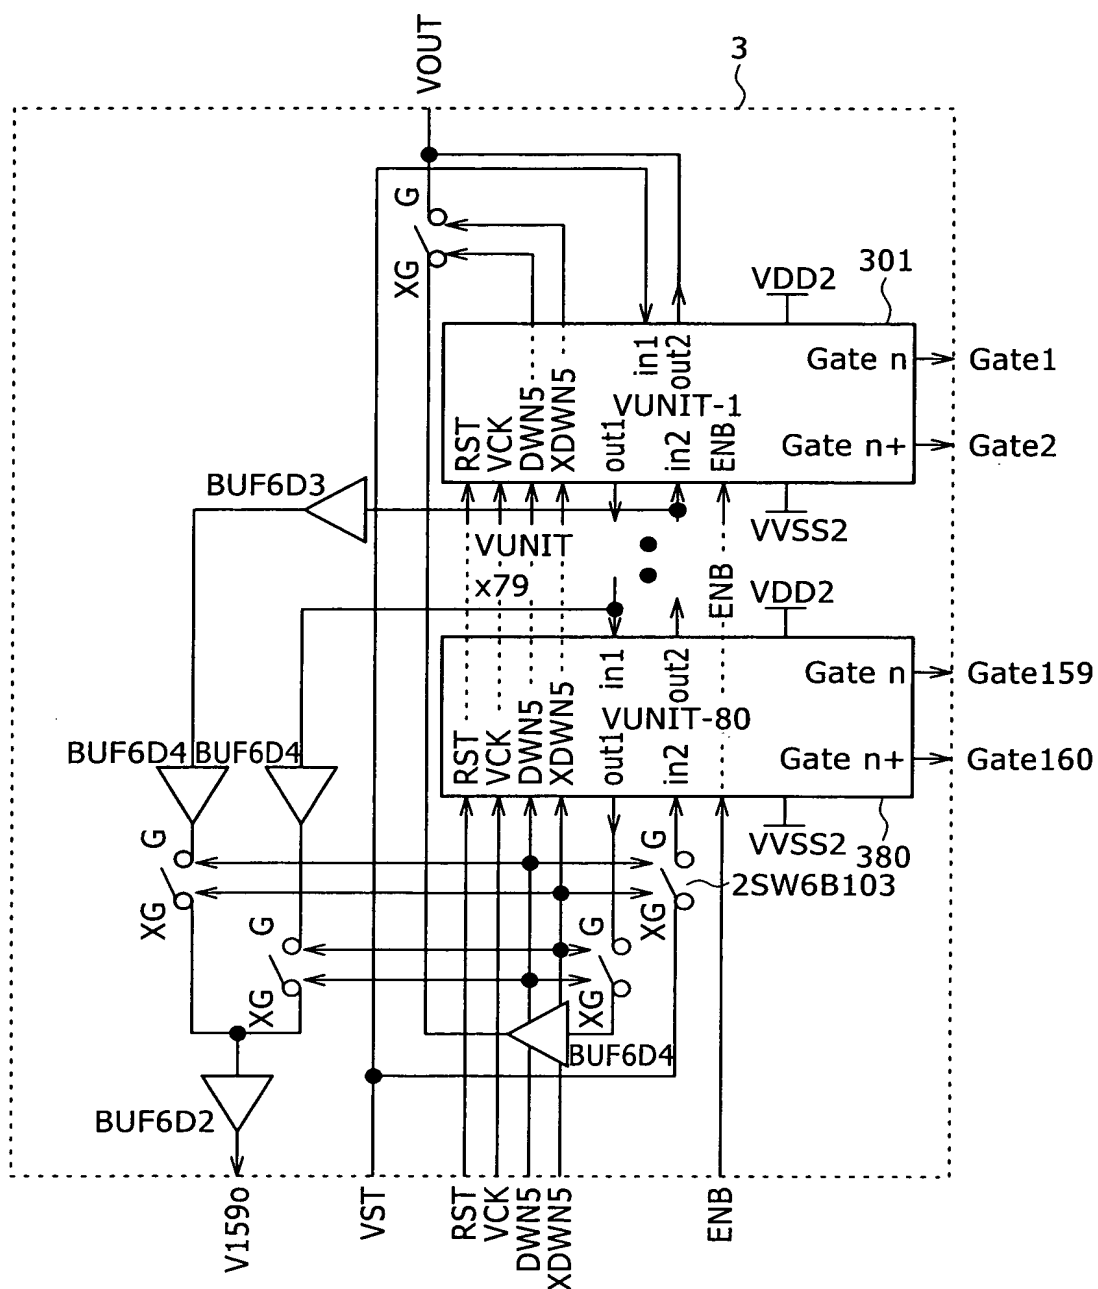 VOUT
3
G
XG
301
VDD2
in1
out2
Gate n
Gate1
VUNIT-1
RST
VCK
DWN5
XDWN5
out1
in2
ENB
Gate n+
Gate2
BUF6D3
VVSS2
VUNIT
x79
ENB
VDD2
in1
out2
Gate n
Gate159
VUNIT-80
RST
VCK
DWN5
XDWN5
out1
in2
Gate n+
Gate160
BUF6D4
BUF6D4
VVSS2
380
G
XG
G
XG
2SW6B103
G
XG
G
XG
BUF6D4
BUF6D2
V159o
VST
RST
VCK
DWN5
XDWN5
ENB